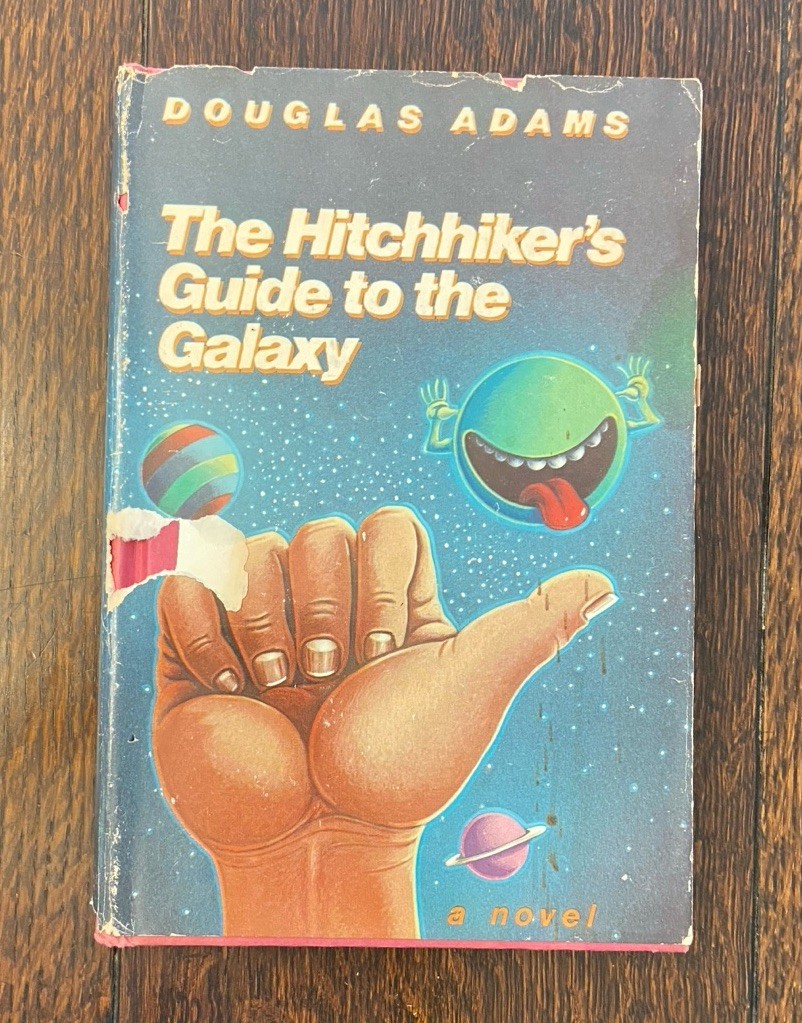 DOUGLAS ADAMS
The Hitchhiker's
Guide to the
Galaxy
a novel